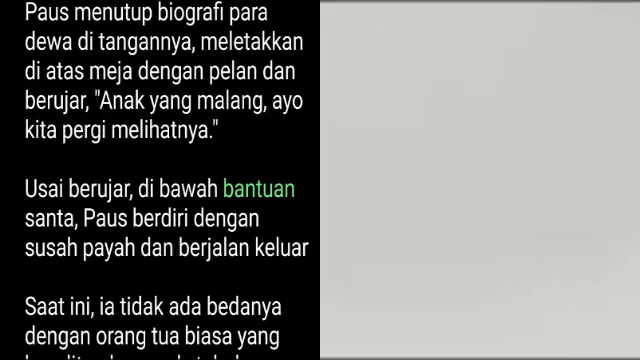 Paus menutup biografi para
dewa di tangannya, meletakkan
di atas meja dengan pelan dan
berujar, "Anak yang malang, ayo
kita pergi melihatnya."
Usai berujar, di bawah bantuan
santa, Paus berdiri dengan
susah payah dan berjalan keluar
Saat ini, ia tidak ada bedanya
dengan orang tua biasa yang